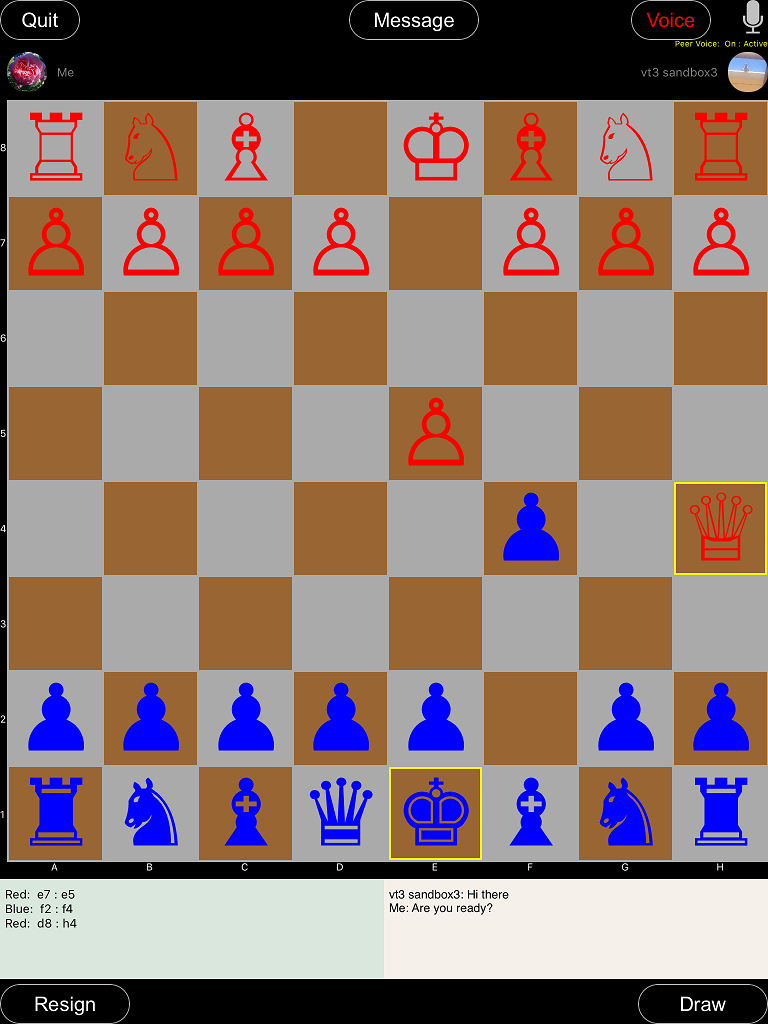 Quit Message Voice
Peer Voice: On : Active
Me vt3 sandbox3
8
7
6
5
4
3
2
1
A B C D E F G H
Red: e7 : e5
Blue: f2 : f4
Red: d8 : h4
vt3 sandbox3: Hi there
Me: Are you ready?
Resign Draw